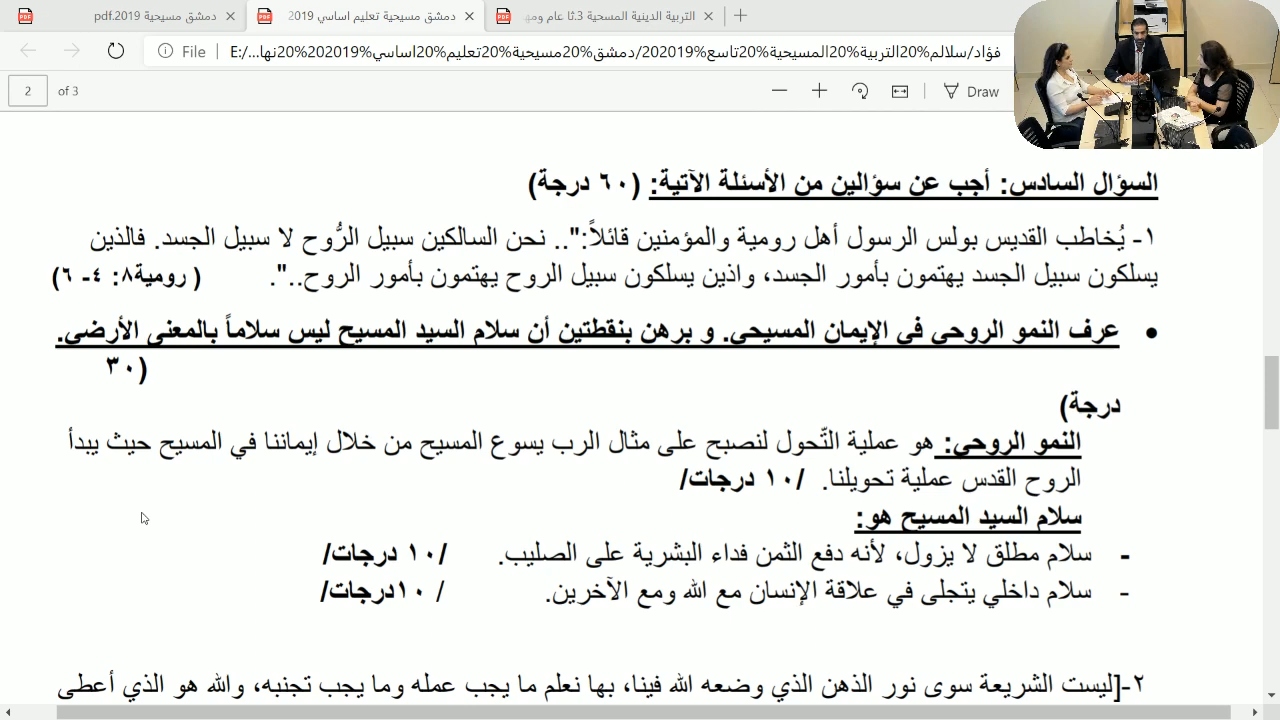 دمشق مسيحية 2019.pdf
دمشق مسيحية تعليم اساسي 2019
التربية الدينية المسحية 3.ثا عام ومه
File
E:/.../فؤاد/سلالم%20التربية%20المسيحية%20تاسع%202019/دمشق%20مسيحية%20تعليم%20اساسي%202019%20نها
2 of 3
Draw
السؤال السادس: أجب عن سؤالين من الأسئلة الآتية: (٦٠ درجة)
١- يُخاطب القديس بولس الرسول أهل رومية والمؤمنين قائلاً:".. نحن السالكين سبيل الرُّوح لا سبيل الجسد. فالذين
يسلكون سبيل الجسد يهتمون بأمور الجسد، واذين يسلكون سبيل الروح يهتمون بأمور الروح..". ( رومية٨: ٤- ٦)
• عرف النمو الروحي في الإيمان المسيحي. و برهن بنقطتين أن سلام السيد المسيح ليس سلاماً بالمعنى الأرضي.
(٣٠
درجة)
النمو الروحي: هو عملية التّحول لنصبح على مثال الرب يسوع المسيح من خلال إيماننا في المسيح حيث يبدأ
الروح القدس عملية تحويلنا. /١٠ درجات/
سلام السيد المسيح هو:
- سلام مطلق لا يزول، لأنه دفع الثمن فداء البشرية على الصليب. /١٠ درجات/
- سلام داخلي يتجلى في علاقة الإنسان مع الله ومع الآخرين. / ١٠درجات/
٢-[ليست الشريعة سوى نور الذهن الذي وضعه الله فينا، بها نعلم ما يجب عمله وما يجب تجنبه، والله هو الذي أعطى